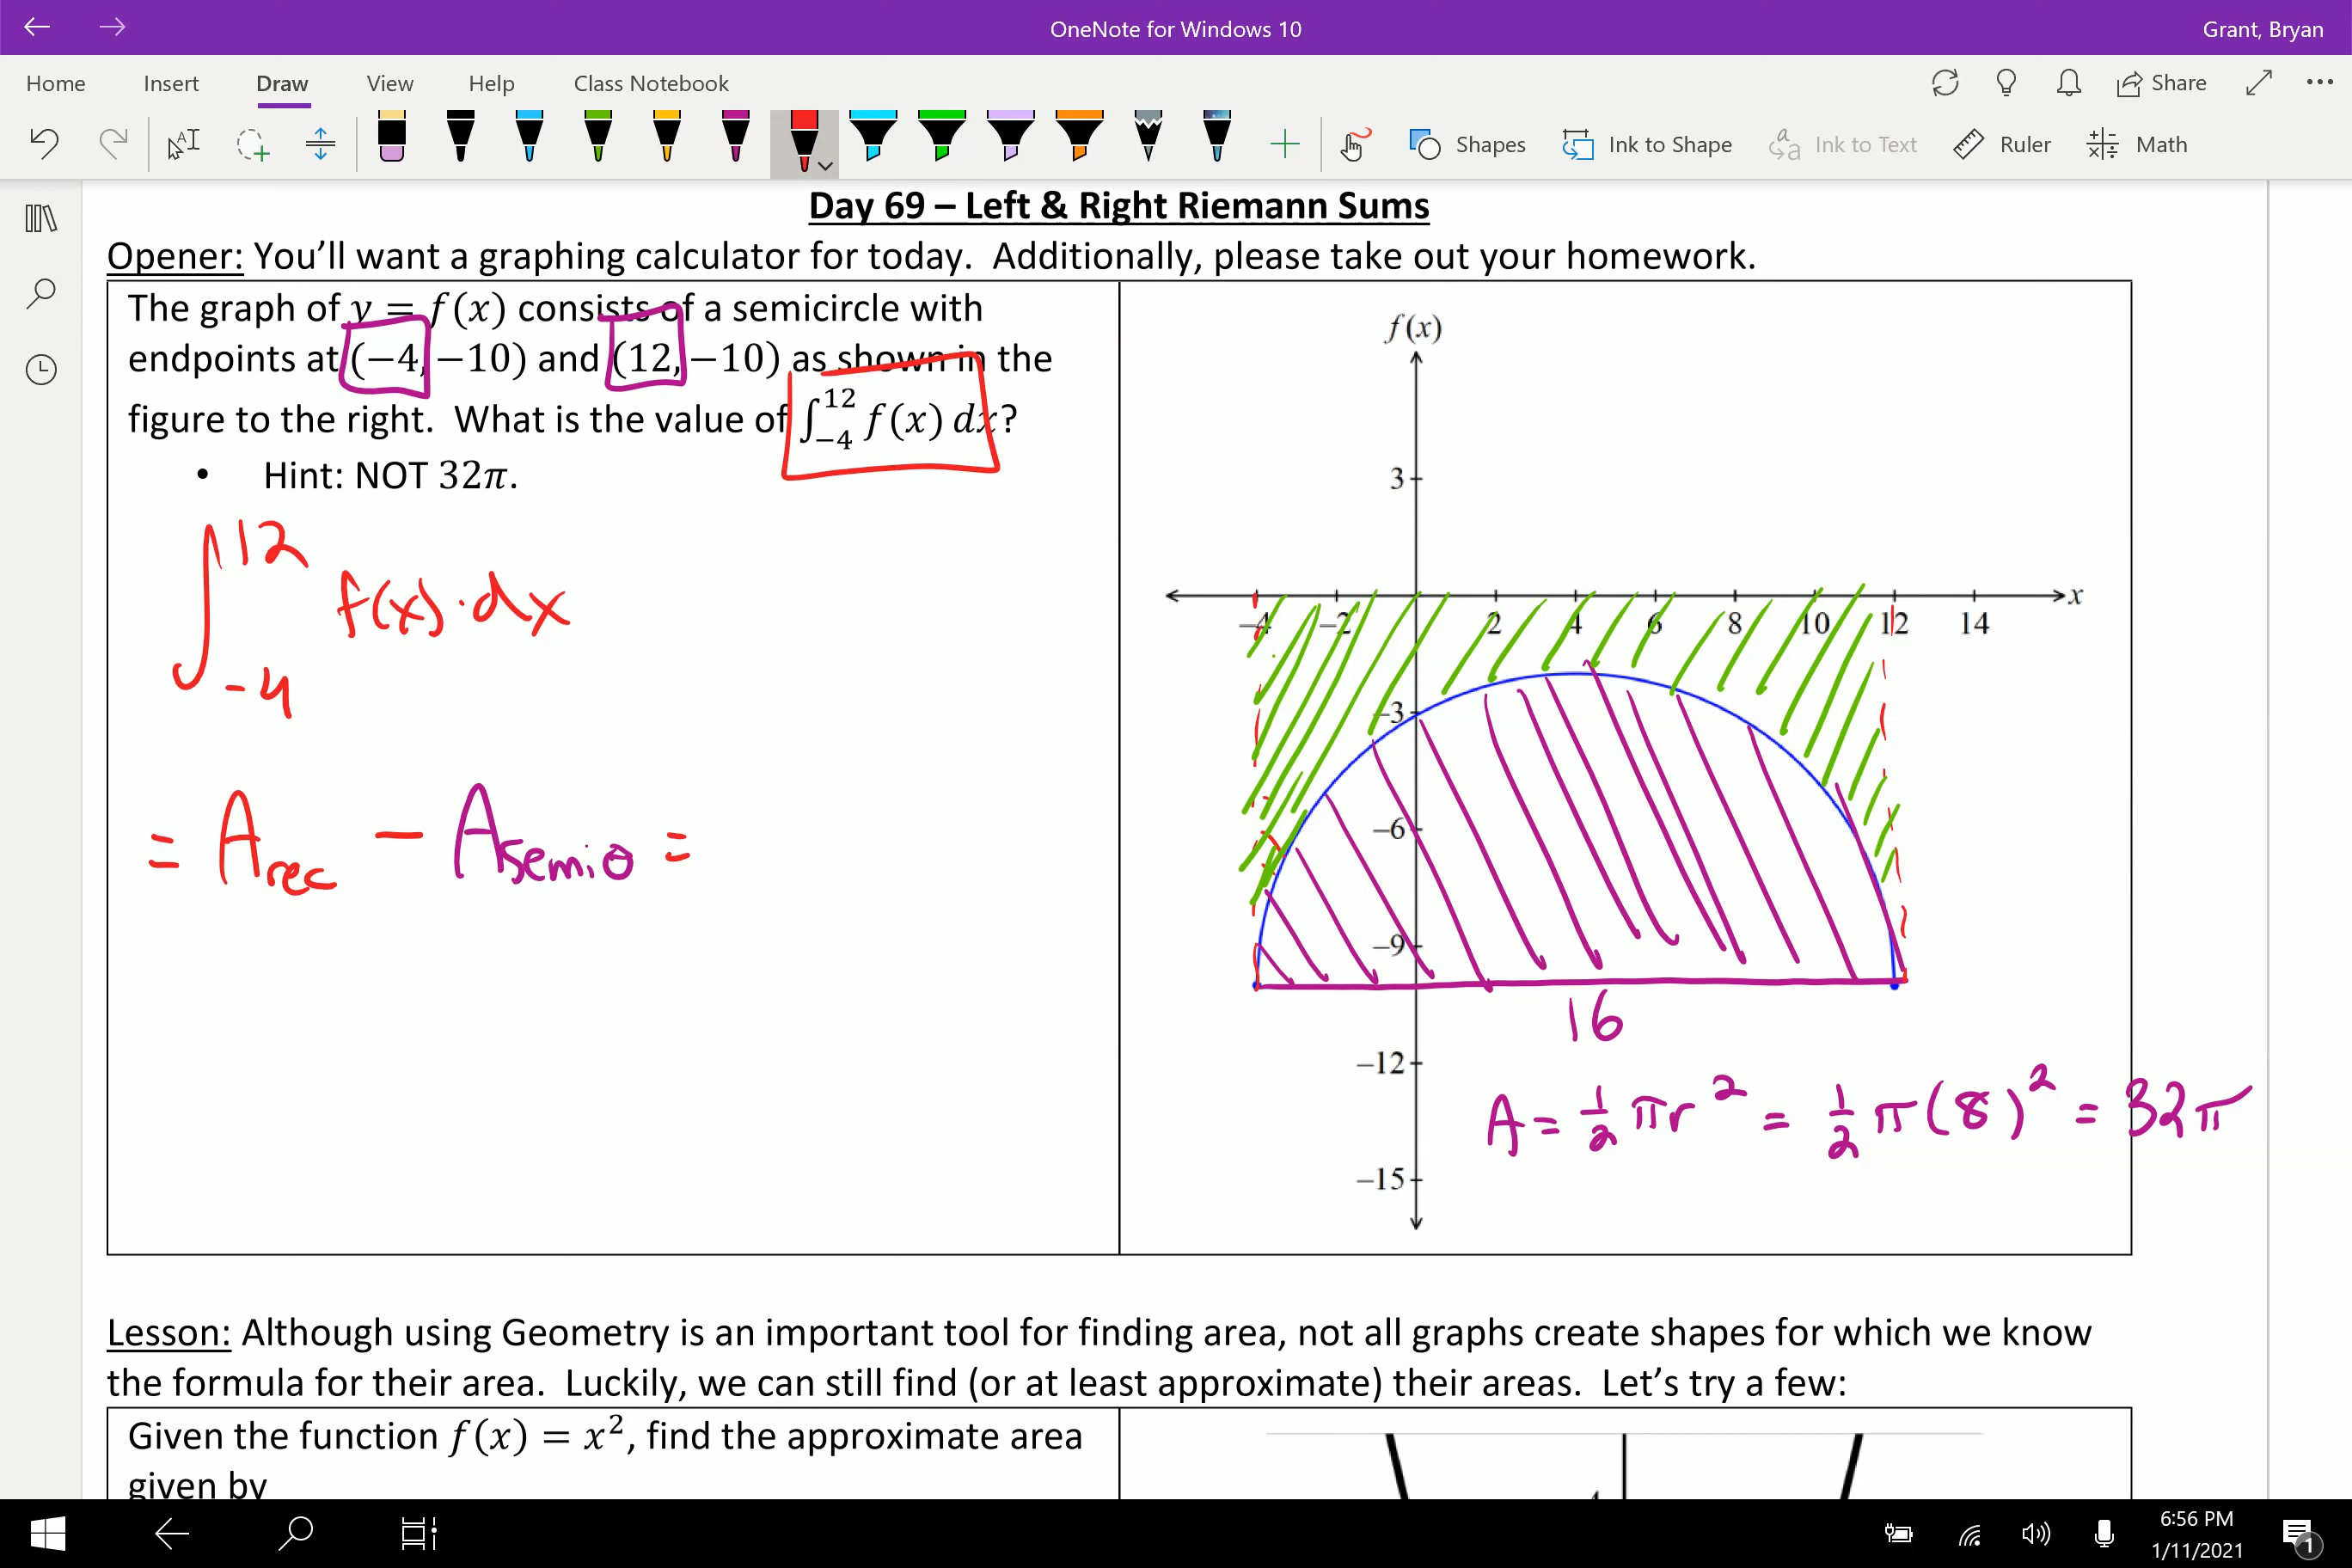 OneNote for Windows 10
Grant, Bryan
Home Insert Draw View Help Class Notebook Share
Shapes Ink to Shape Ink to Text Ruler Math
Day 69 – Left & Right Riemann Sums
Opener: You'll want a graphing calculator for today. Additionally, please take out your homework.
The graph of y = f(x) consists of a semicircle with
endpoints at (−4, −10) and (12, −10) as shown in the
figure to the right. What is the value of ∫₋₄¹² f(x) dx?
• Hint: NOT 32π.
∫₋₄¹² f(x)·dx
= A_rec − A_semi⊙ =
f(x)
3
x
−4 −2 2 4 6 8 10 12 14
−3
−6
−9
16
−12
A = ½πr² = ½π(8)² = 32π
−15
Lesson: Although using Geometry is an important tool for finding area, not all graphs create shapes for which we know
the formula for their area. Luckily, we can still find (or at least approximate) their areas. Let's try a few:
Given the function f(x) = x², find the approximate area
given by
6:56 PM
1/11/2021
1